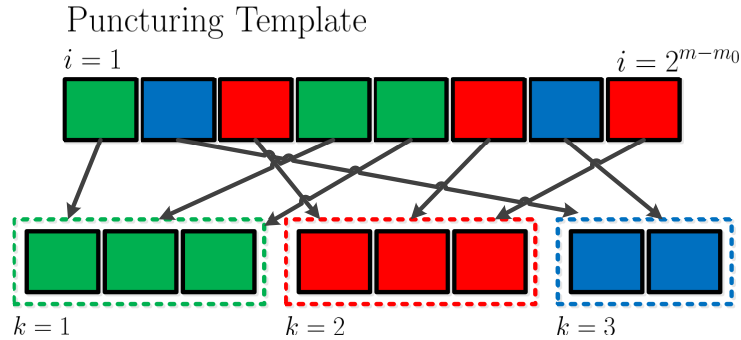 Puncturing Template
i = 1
i = 2^{m−m_0}
k = 1
k = 2
k = 3